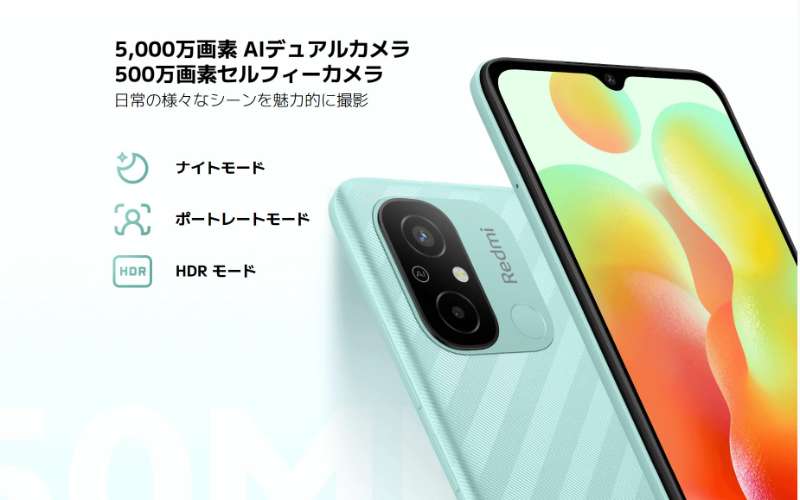 5,000万画素 AIデュアルカメラ
500万画素セルフィーカメラ
日常の様々なシーンを魅力的に撮影
ナイトモード
ポートレートモード
HDR
HDR モード
AI
Redmi
50M